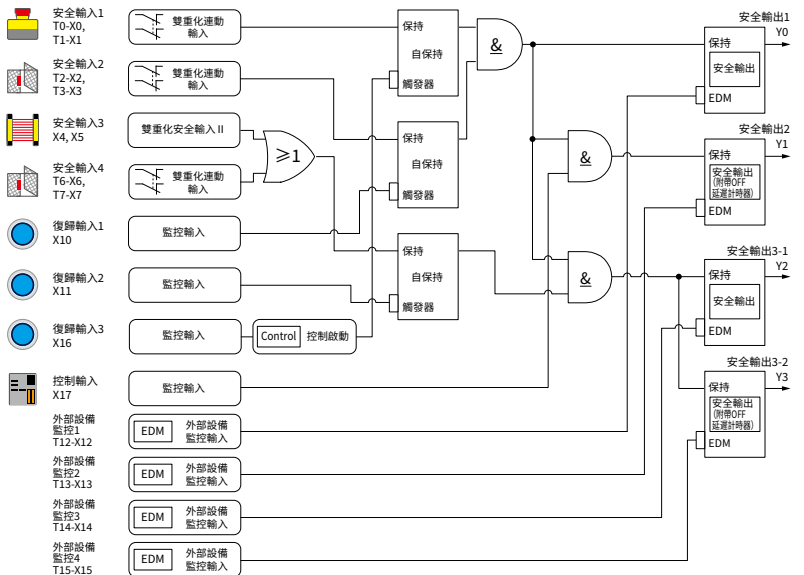 安全輸入1
T0-X0,
T1-X1
雙重化連動
輸入
安全輸入2
T2-X2,
T3-X3
雙重化連動
輸入
安全輸入3
X4, X5
雙重化安全輸入 II
安全輸入4
T6-X6,
T7-X7
雙重化連動
輸入
≥1
復歸輸入1
X10
監控輸入
復歸輸入2
X11
監控輸入
復歸輸入3
X16
監控輸入
Control 控制啟動
控制輸入
X17
監控輸入
外部設備
監控1
T12-X12
EDM
外部設備
監控輸入
外部設備
監控2
T13-X13
EDM
外部設備
監控輸入
外部設備
監控3
T14-X14
EDM
外部設備
監控輸入
外部設備
監控4
T15-X15
EDM
外部設備
監控輸入
保持
自保持
觸發器
保持
自保持
觸發器
保持
自保持
觸發器
&
&
&
安全輸出1
Y0
保持
安全輸出
EDM
安全輸出2
Y1
保持
安全輸出
(附帶OFF
延遲計時器)
EDM
安全輸出3-1
Y2
保持
安全輸出
EDM
安全輸出3-2
Y3
保持
安全輸出
(附帶OFF
延遲計時器)
EDM